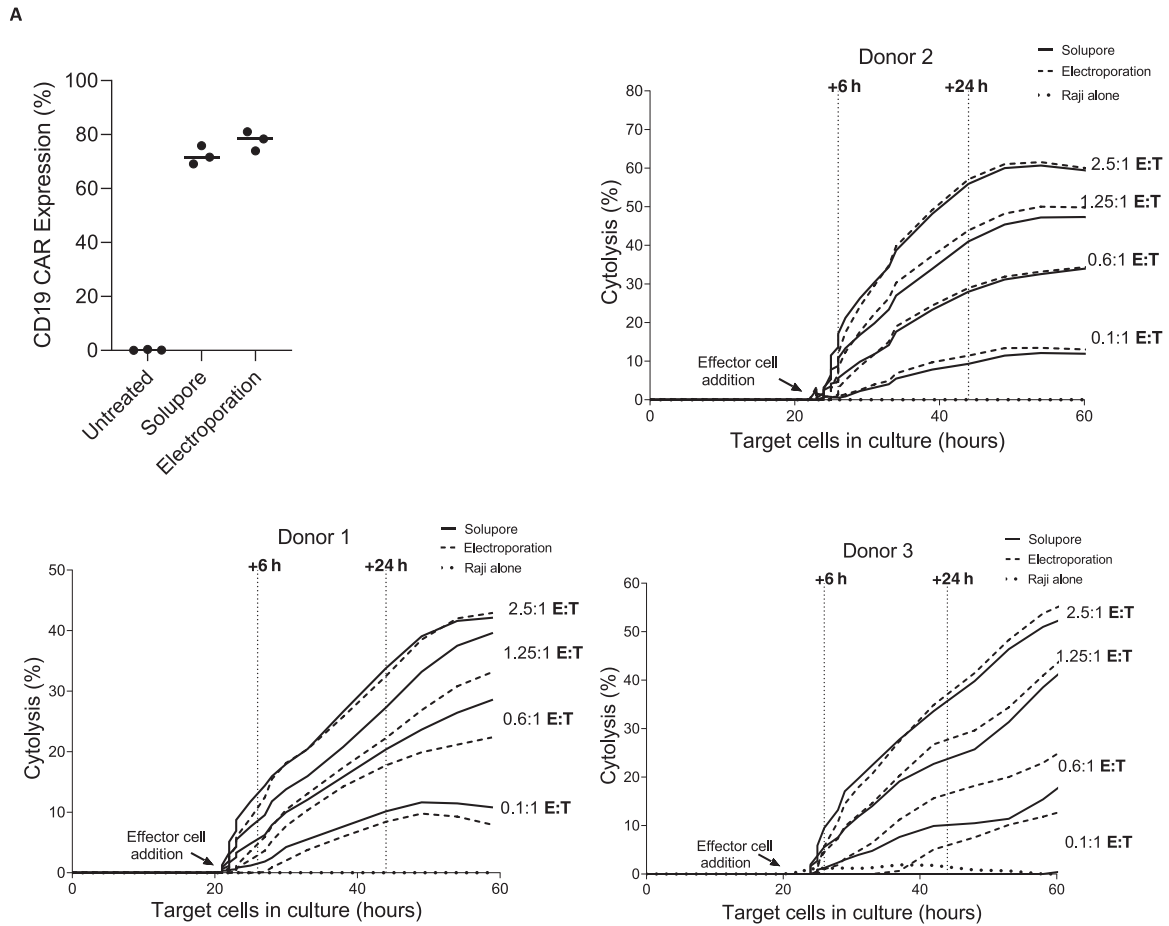 A
CD19 CAR Expression (%)
100
80
60
40
20
0
Untreated
Solupore
Electroporation
Donor 2
Solupore
Electroporation
Raji alone
+6 h
+24 h
Cytolysis (%)
80
70
60
50
40
30
20
10
0
2.5:1 E:T
1.25:1 E:T
0.6:1 E:T
0.1:1 E:T
Effector cell
addition
0
20
40
60
Target cells in culture (hours)
Donor 1
Solupore
Electroporation
Raji alone
+6 h
+24 h
Cytolysis (%)
50
40
30
20
10
0
2.5:1 E:T
1.25:1 E:T
0.6:1 E:T
0.1:1 E:T
Effector cell
addition
0
20
40
60
Target cells in culture (hours)
Donor 3
Solupore
Electroporation
Raji alone
+6 h
+24 h
Cytolysis (%)
60
50
40
30
20
10
0
2.5:1 E:T
1.25:1 E:T
0.6:1 E:T
0.1:1 E:T
Effector cell
addition
0
20
40
60
Target cells in culture (hours)